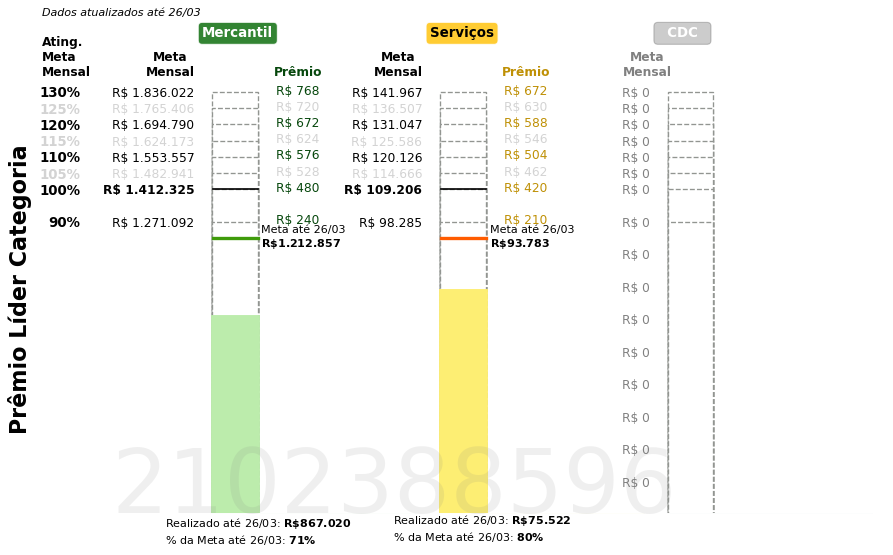 Dados atualizados até 26/03
Mercantil Serviços CDC
Ating. Meta Mensal Meta Mensal Prêmio Meta Mensal Prêmio Meta Mensal
130% R$ 1.836.022 R$ 768 R$ 141.967 R$ 672 R$ 0
125% R$ 1.765.406 R$ 720 R$ 136.507 R$ 630 R$ 0
120% R$ 1.694.790 R$ 672 R$ 131.047 R$ 588 R$ 0
115% R$ 1.624.173 R$ 624 R$ 125.586 R$ 546 R$ 0
110% R$ 1.553.557 R$ 576 R$ 120.126 R$ 504 R$ 0
105% R$ 1.482.941 R$ 528 R$ 114.666 R$ 462 R$ 0
100% R$ 1.412.325 R$ 480 R$ 109.206 R$ 420 R$ 0
90% R$ 1.271.092 R$ 240 R$ 98.285 R$ 210 R$ 0
Meta até 26/03 Meta até 26/03
R$1.212.857 R$93.783
R$ 0
R$ 0
R$ 0
R$ 0
R$ 0
R$ 0
R$ 0
R$ 0
Prêmio Líder Categoria
2102388596
Realizado até 26/03: R$867.020 Realizado até 26/03: R$75.522
% da Meta até 26/03: 71% % da Meta até 26/03: 80%